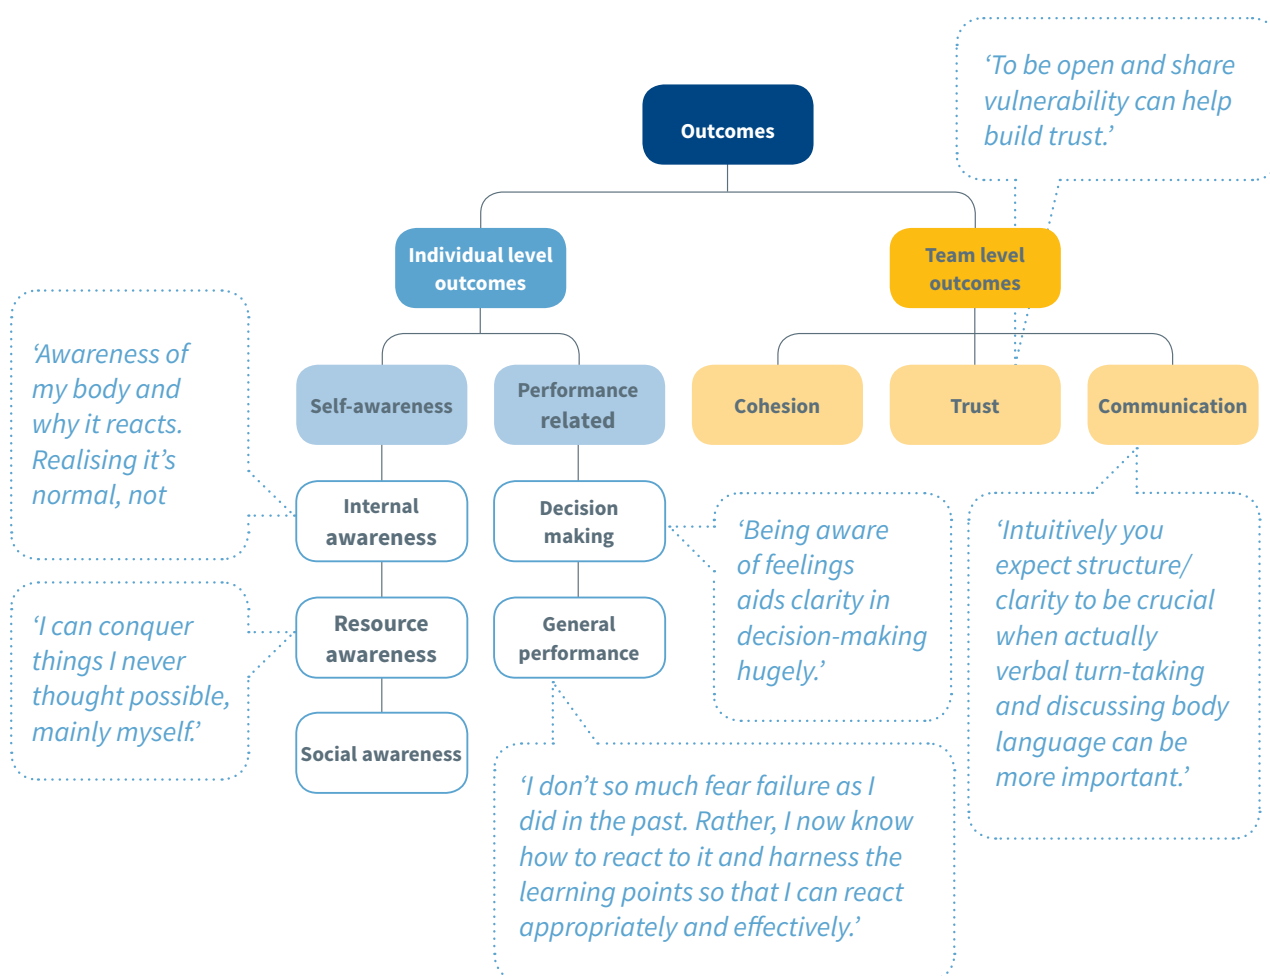 ‘To be open and share
vulnerability can help
build trust.’
Outcomes
Individual level
outcomes
Team level
outcomes
‘Awareness of
my body and
why it reacts.
Realising it’s
normal, not
Self-awareness
Performance
related
Cohesion
Trust
Communication
Internal
awareness
Decision
making
‘Being aware
of feelings
aids clarity in
decision-making
hugely.’
‘Intuitively you
expect structure/
clarity to be crucial
when actually
verbal turn-taking
and discussing body
language can be
more important.’
‘I can conquer
things I never
thought possible,
mainly myself.’
Resource
awareness
General
performance
Social awareness
‘I don’t so much fear failure as I
did in the past. Rather, I now know
how to react to it and harness the
learning points so that I can react
appropriately and effectively.’